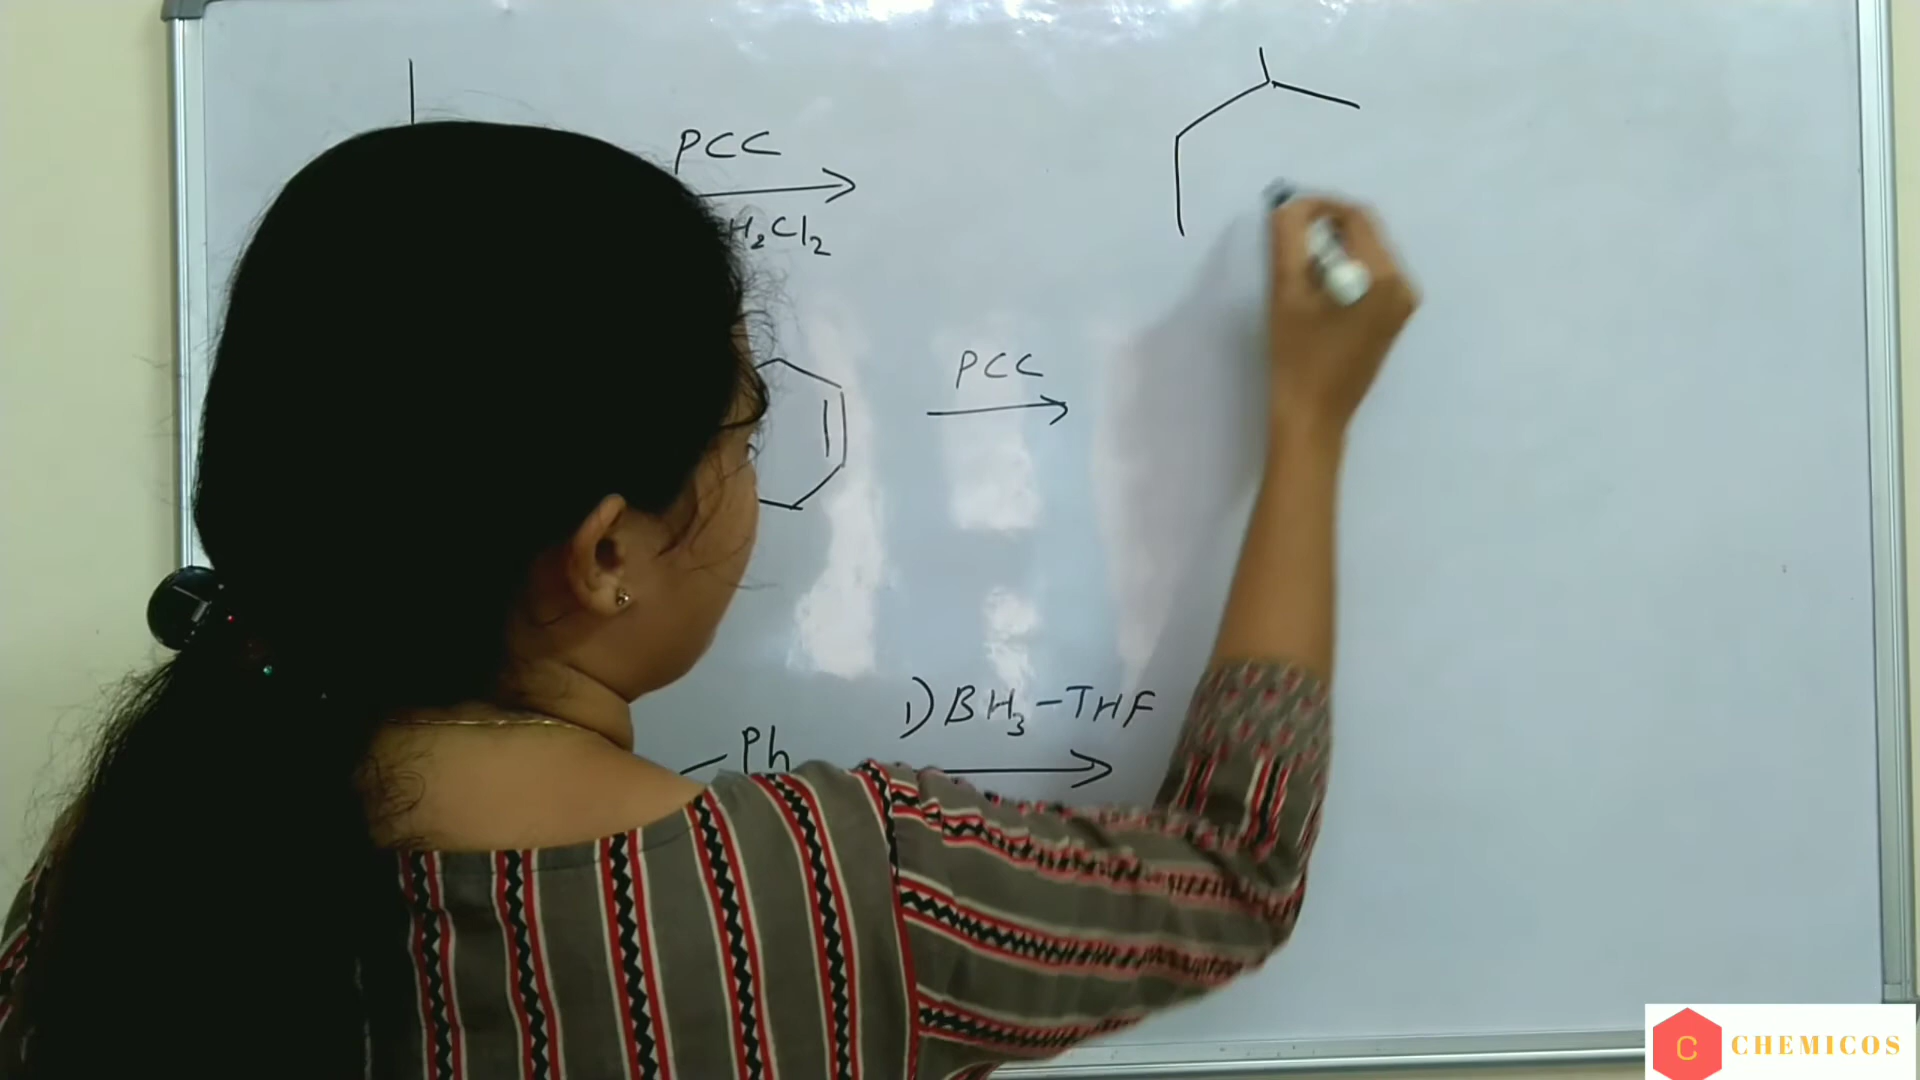 PCC
H₂Cl₂
PCC
1) BH₃-THF
Ph
C CHEMICOS